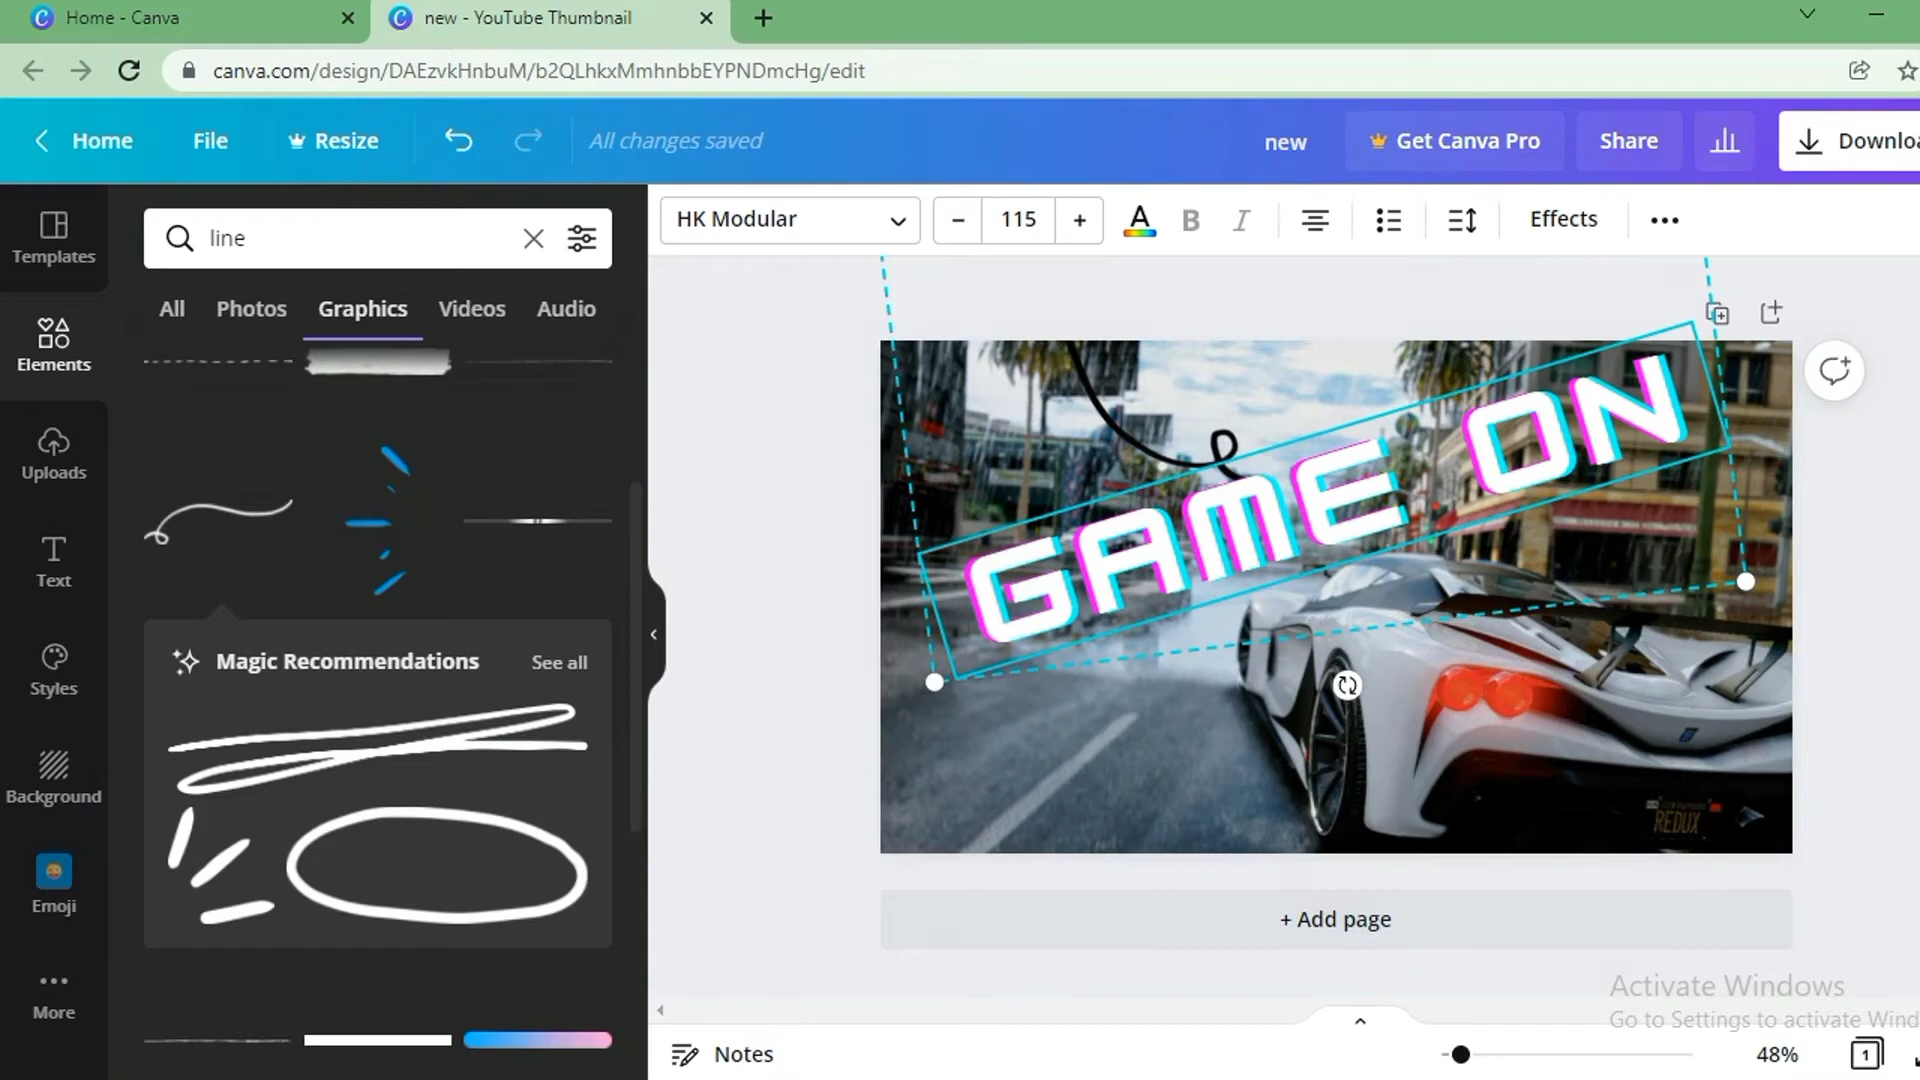 Home - Canva
new - YouTube Thumbnail
canva.com/design/DAEzvkHnbuM/b2QLhkxMmhnbbEYPNDmcHg/edit
Home
File
Resize
All changes saved
new
Get Canva Pro
Share
Downloa
Templates
Elements
Uploads
Text
Styles
Background
Emoji
More
line
All
Photos
Graphics
Videos
Audio
Magic Recommendations
See all
HK Modular
115
A
B
I
Effects
GAME ON
REDUX
+ Add page
Activate Windows
Go to Settings to activate Wind
Notes
48%
1